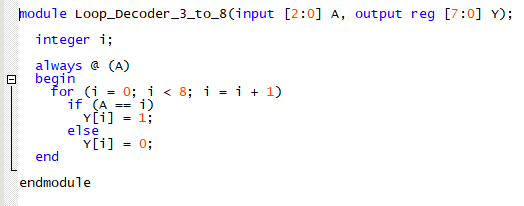 module Loop_Decoder_3_to_8(input [2:0] A, output reg [7:0] Y);
integer i;
always @ (A)
begin
for (i = 0; i < 8; i = i + 1)
if (A == i)
Y[i] = 1;
else
Y[i] = 0;
end
endmodule